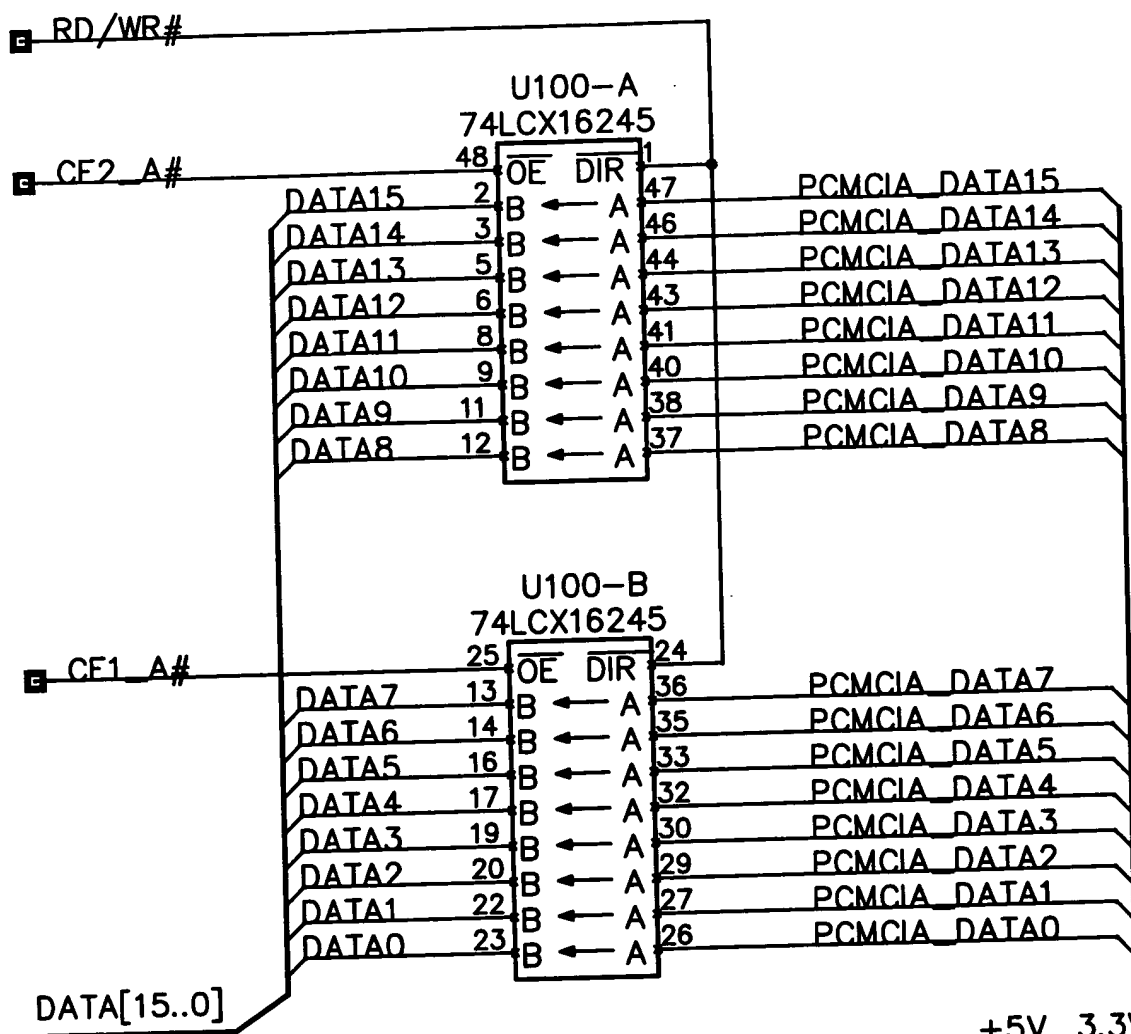 RD/WR#
U100-A
74LCX16245
48 OE DIR 1
DATA15 2 B A 47 PCMCIA_DATA15
DATA14 3 B A 46 PCMCIA_DATA14
DATA13 5 B A 44 PCMCIA_DATA13
DATA12 6 B A 43 PCMCIA_DATA12
DATA11 8 B A 41 PCMCIA_DATA11
DATA10 9 B A 40 PCMCIA_DATA10
DATA9 11 B A 38 PCMCIA_DATA9
DATA8 12 B A 37 PCMCIA_DATA8
U100-B
74LCX16245
25 OE DIR 24
DATA7 13 B A 36 PCMCIA_DATA7
DATA6 14 B A 35 PCMCIA_DATA6
DATA5 16 B A 33 PCMCIA_DATA5
DATA4 17 B A 32 PCMCIA_DATA4
DATA3 19 B A 30 PCMCIA_DATA3
DATA2 20 B A 29 PCMCIA_DATA2
DATA1 22 B A 27 PCMCIA_DATA1
DATA0 23 B A 26 PCMCIA_DATA0
DATA[15..0]
+5V